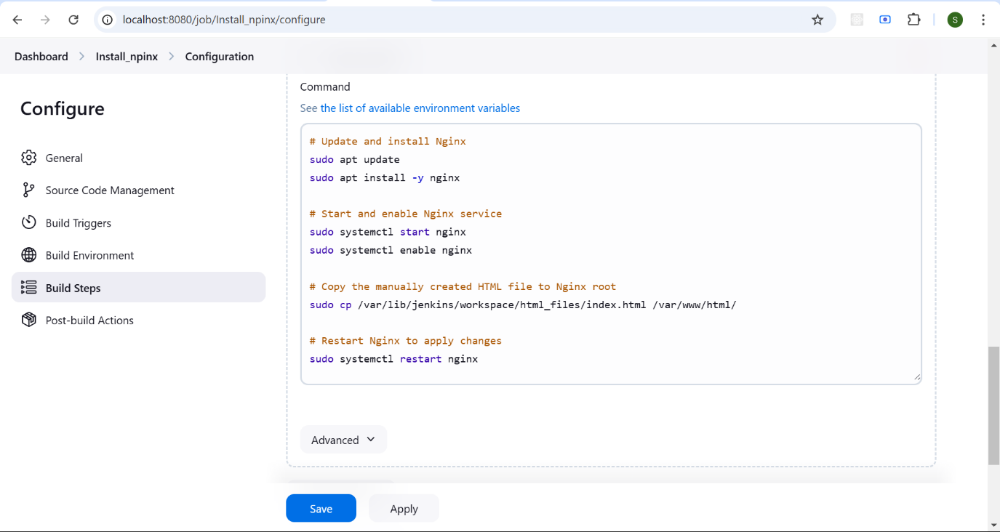 localhost:8080/job/Install_npinx/configure
S
Dashboard > Install_npinx > Configuration
Configure
General
Source Code Management
Build Triggers
Build Environment
Build Steps
Post-build Actions
Command
See the list of available environment variables
# Update and install Nginx
sudo apt update
sudo apt install -y nginx
# Start and enable Nginx service
sudo systemctl start nginx
sudo systemctl enable nginx
# Copy the manually created HTML file to Nginx root
sudo cp /var/lib/jenkins/workspace/html_files/index.html /var/www/html/
# Restart Nginx to apply changes
sudo systemctl restart nginx
Advanced
Save
Apply